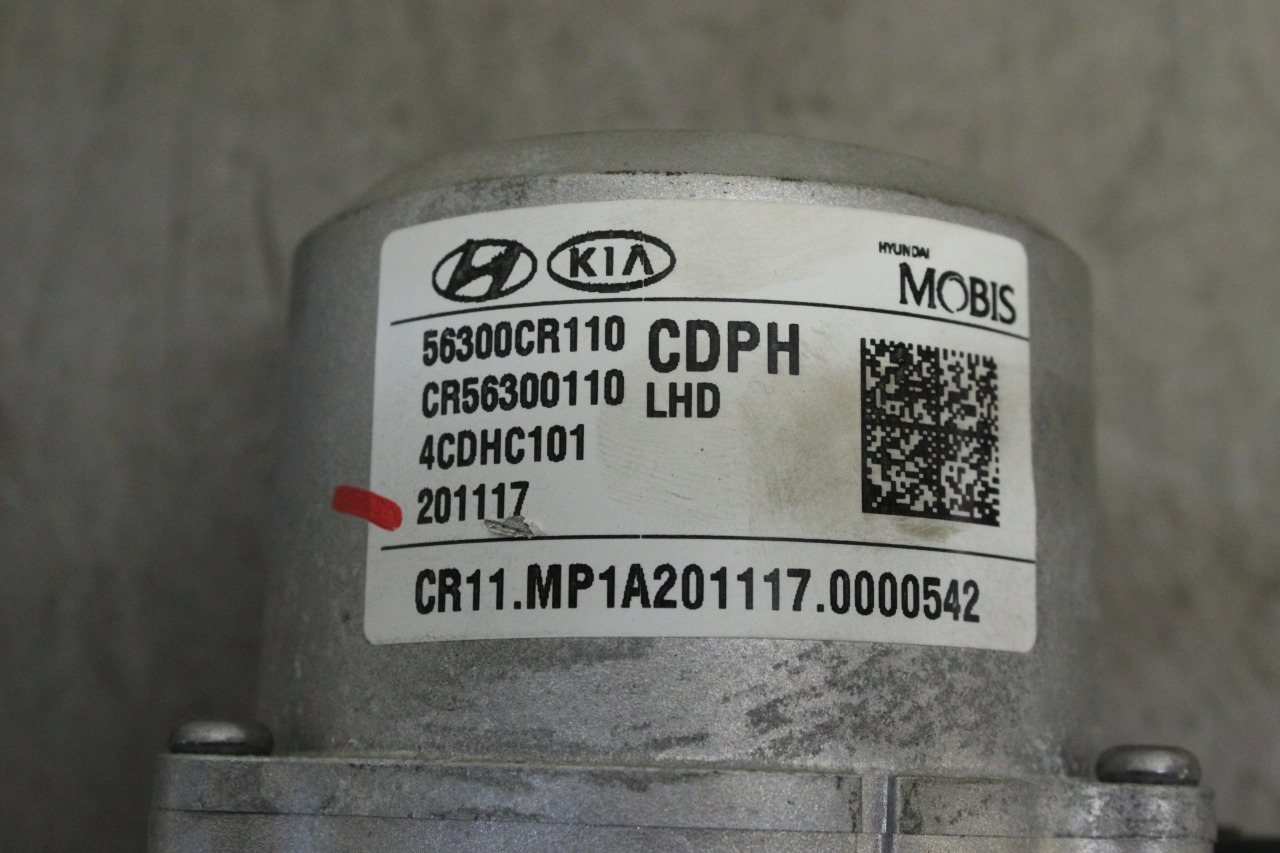 KIA
HYUNDAI
MOBIS
56300CR110 CDPH
CR56300110 LHD
4CDHC101
201117
CR11.MP1A201117.0000542